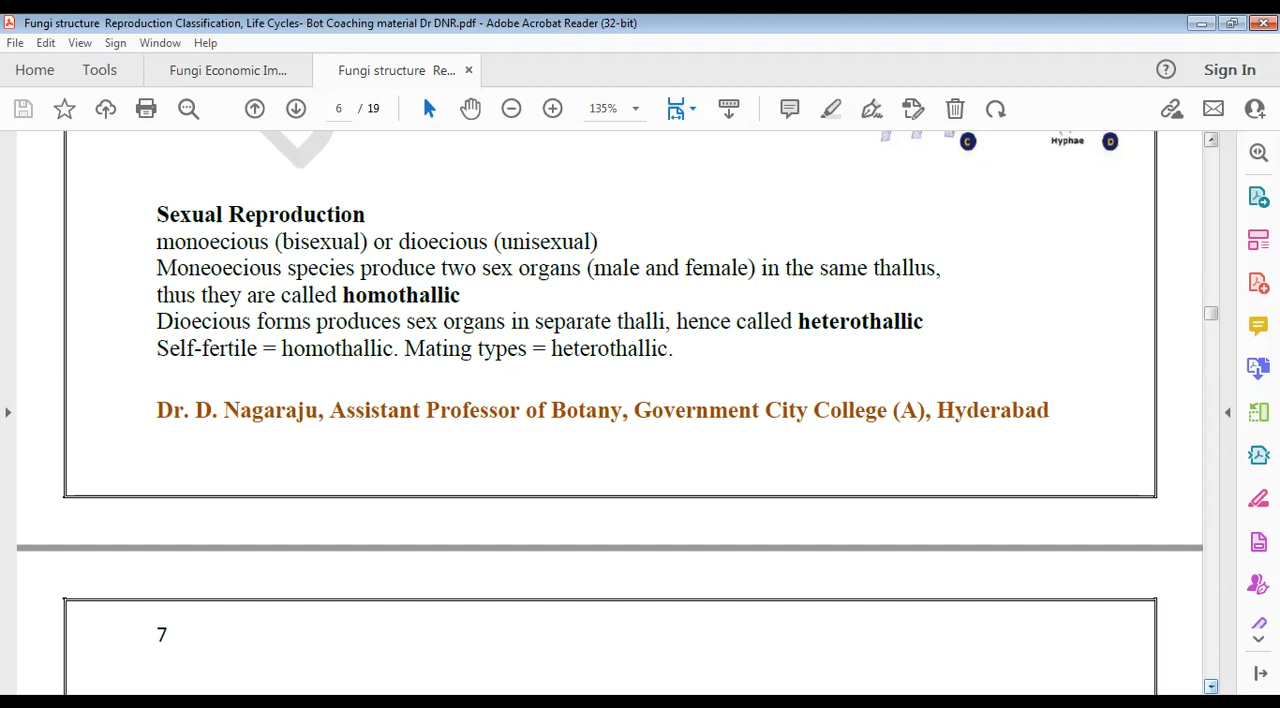 Fungi structure Reproduction Classification, Life Cycles- Bot Coaching material Dr DNR.pdf - Adobe Acrobat Reader (32-bit)
File Edit View Sign Window Help
Home Tools Fungi Economic Im... Fungi structure Re... × Sign In
6 / 19 135%
Hyphae C D
Sexual Reproduction
monoecious (bisexual) or dioecious (unisexual)
Moneoecious species produce two sex organs (male and female) in the same thallus,
thus they are called homothallic
Dioecious forms produces sex organs in separate thalli, hence called heterothallic
Self-fertile = homothallic. Mating types = heterothallic.
Dr. D. Nagaraju, Assistant Professor of Botany, Government City College (A), Hyderabad
7